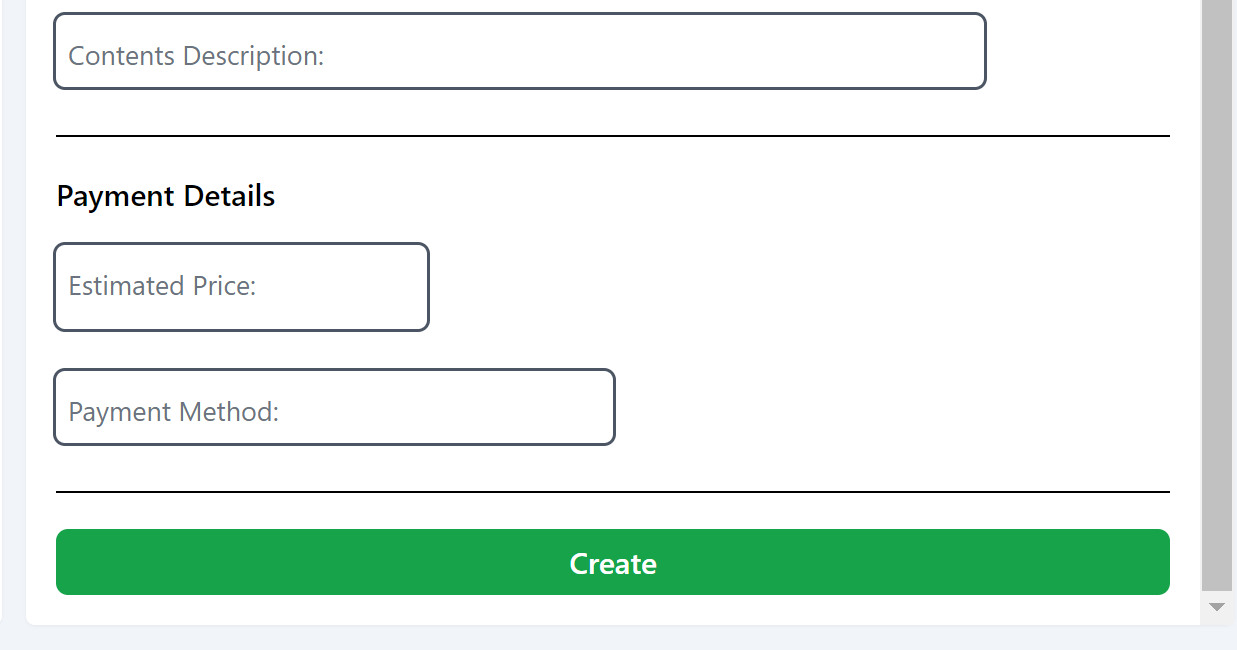 Contents Description:
Payment Details
Estimated Price:
Payment Method:
Create